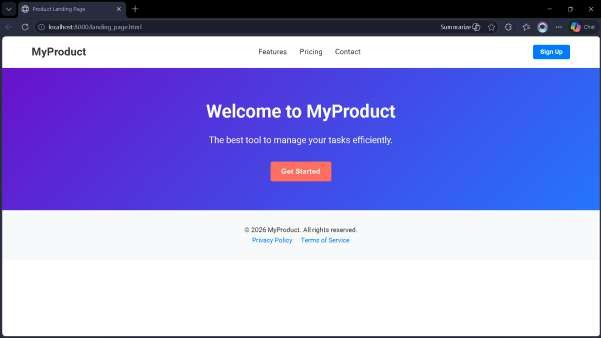 Product Landing Page
localhost:8000/landing_page.html
Summarize
Chat
MyProduct
Features Pricing Contact
Sign Up
Welcome to MyProduct
The best tool to manage your tasks efficiently.
Get Started
© 2026 MyProduct. All rights reserved.
Privacy Policy Terms of Service